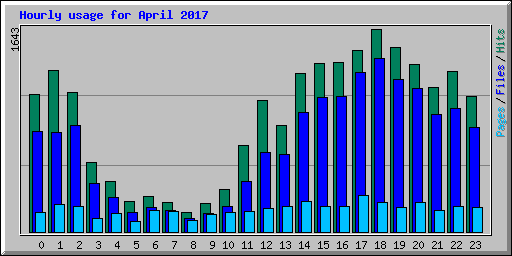 Hourly usage for April 2017
1643
Pages/Files/Hits
0 1 2 3 4 5 6 7 8 9 10 11 12 13 14 15 16 17 18 19 20 21 22 23